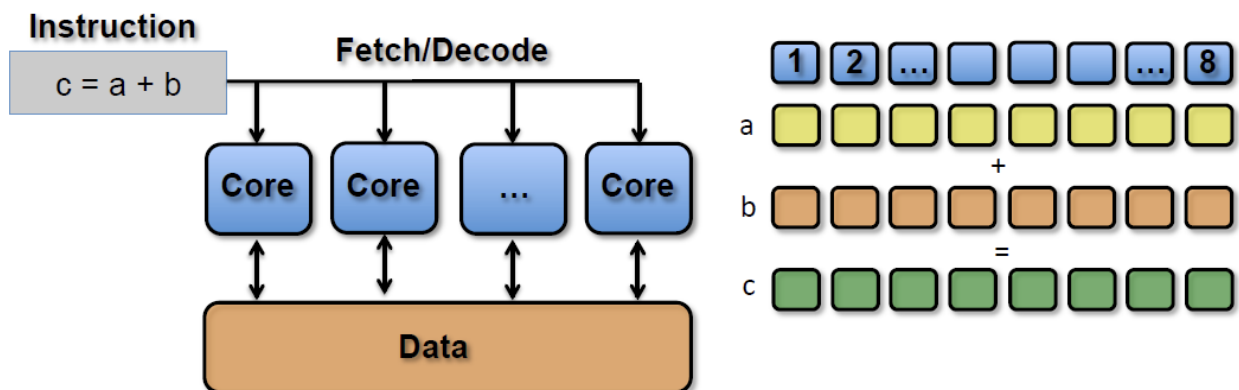 Instruction
c = a + b
Fetch/Decode
Core Core ... Core
Data
1 2 ... ... 8
a
+
b
=
c